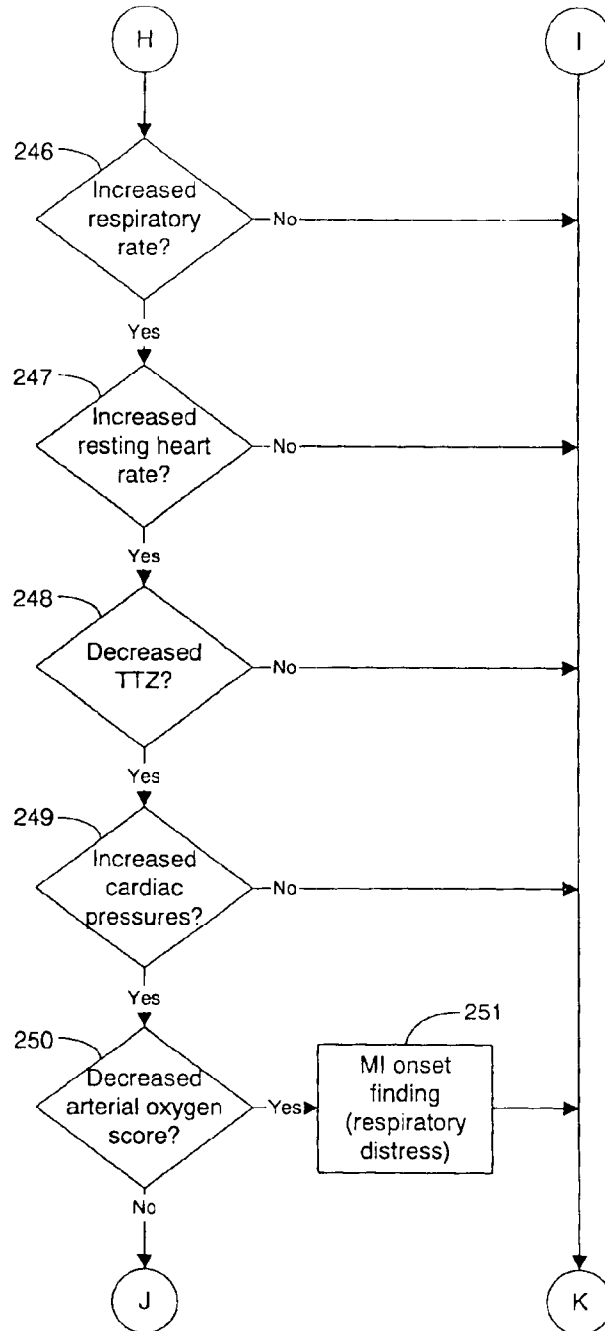 H
I
246
Increased
respiratory
rate?
No
Yes
247
Increased
resting heart
rate?
No
Yes
248
Decreased
TTZ?
No
Yes
249
Increased
cardiac
pressures?
No
Yes
250
Decreased
arterial oxygen
score?
Yes
251
MI onset
finding
(respiratory
distress)
No
J
K